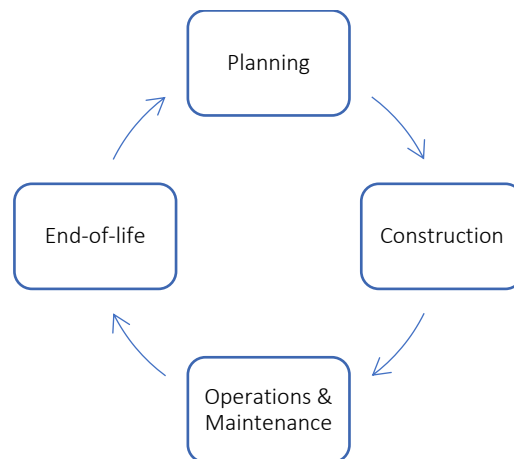 Planning
End-of-life
Construction
Operations &
Maintenance